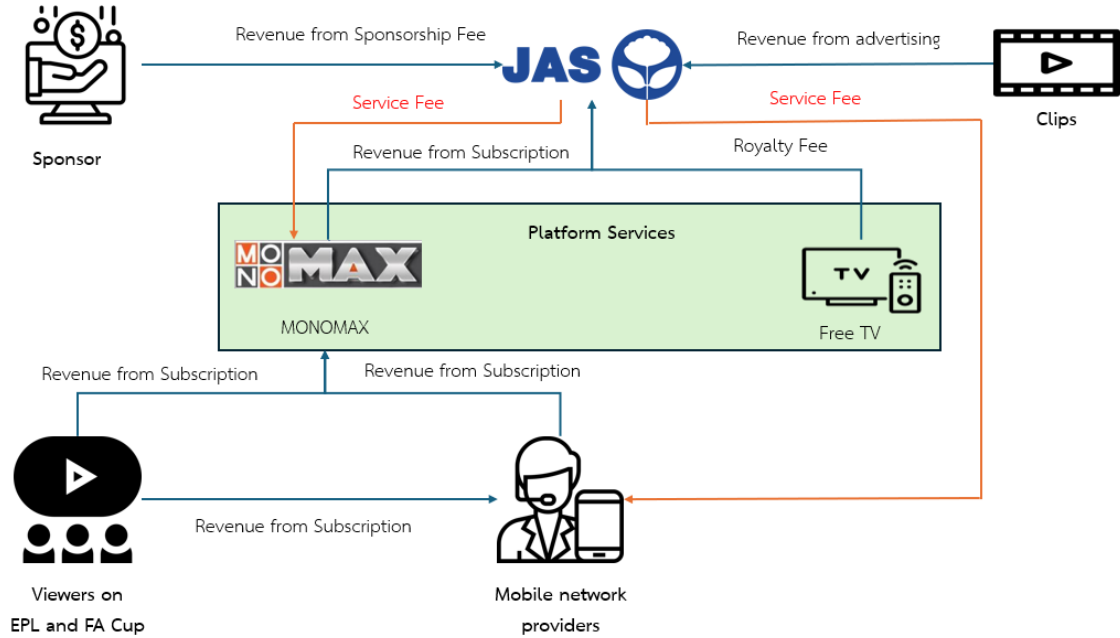 Revenue from Sponsorship Fee
JAS
Revenue from advertising
Service Fee
Service Fee
Clips
Sponsor
Revenue from Subscription
Royalty Fee
Platform Services
MONO MAX
TV
MONOMAX
Free TV
Revenue from Subscription
Revenue from Subscription
Revenue from Subscription
Viewers on
EPL and FA Cup
Mobile network
providers